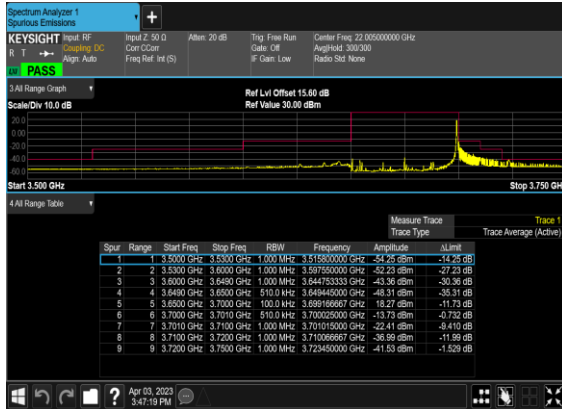 Spectrum Analyzer 1
Spurious Emissions
+
KEYSIGHT Input: RF Input Z: 50 Ω Atten: 20 dB Trig: Free Run Center Freq: 22.005000000 GHz
R T Coupling: DC Corr CCorr Gate: Off Avg|Hold: 300/300
Align: Auto Freq Ref: Int (S) IF Gain: Low Radio Std: None
LW PASS
3 All Range Graph Ref Lvl Offset 15.60 dB
Scale/Div 10.0 dB Ref Value 30.00 dBm
20.0
0.00
-20.0
-40.0
-60.0
Start 3.500 GHz Stop 3.750 GH
4 All Range Table
Measure Trace Trace 1
Trace Type Trace Average (Active)
Spur Range Start Freq Stop Freq RBW Frequency Amplitude ΔLimit
1 1 3.5000 GHz 3.5300 GHz 1.000 MHz 3.515800000 GHz -54.25 dBm -14.25 dB
2 2 3.5300 GHz 3.6000 GHz 1.000 MHz 3.597550000 GHz -52.23 dBm -27.23 dB
3 3 3.6000 GHz 3.6490 GHz 1.000 MHz 3.644753333 GHz -43.36 dBm -30.36 dB
4 4 3.6490 GHz 3.6500 GHz 510.0 kHz 3.649445000 GHz -48.31 dBm -35.31 dB
5 5 3.6500 GHz 3.7000 GHz 100.0 kHz 3.699166667 GHz 18.27 dBm -11.73 dB
6 6 3.7000 GHz 3.7010 GHz 510.0 kHz 3.700025000 GHz -13.73 dBm -0.732 dB
7 7 3.7010 GHz 3.7100 GHz 1.000 MHz 3.701015000 GHz -22.41 dBm -9.410 dB
8 8 3.7100 GHz 3.7200 GHz 1.000 MHz 3.710066667 GHz -36.99 dBm -11.99 dB
9 9 3.7200 GHz 3.7500 GHz 1.000 MHz 3.723450000 GHz -41.53 dBm -1.529 dB
? Apr 03, 2023
3:47:19 PM